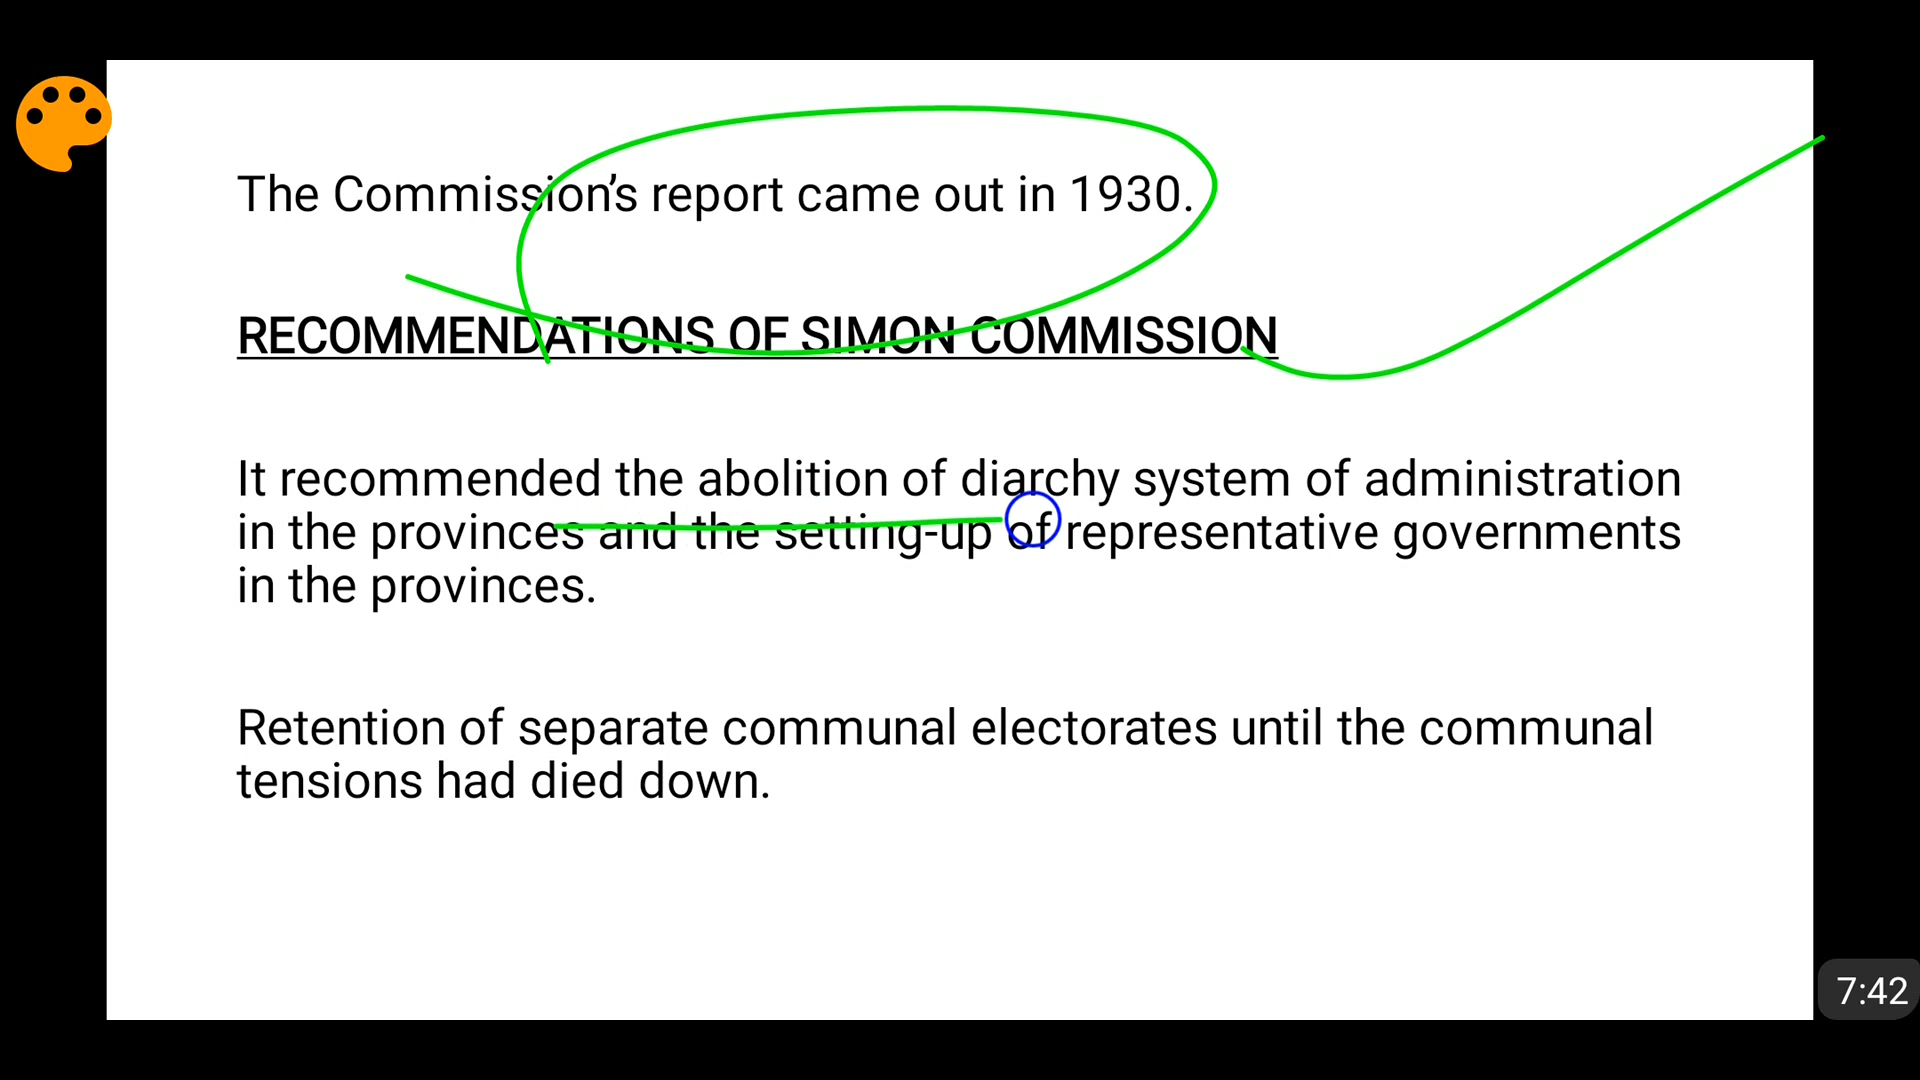 The Commission’s report came out in 1930.
RECOMMENDATIONS OF SIMON COMMISSION
It recommended the abolition of diarchy system of administration
in the provinces and the setting-up of representative governments
in the provinces.
Retention of separate communal electorates until the communal
tensions had died down.
7:42